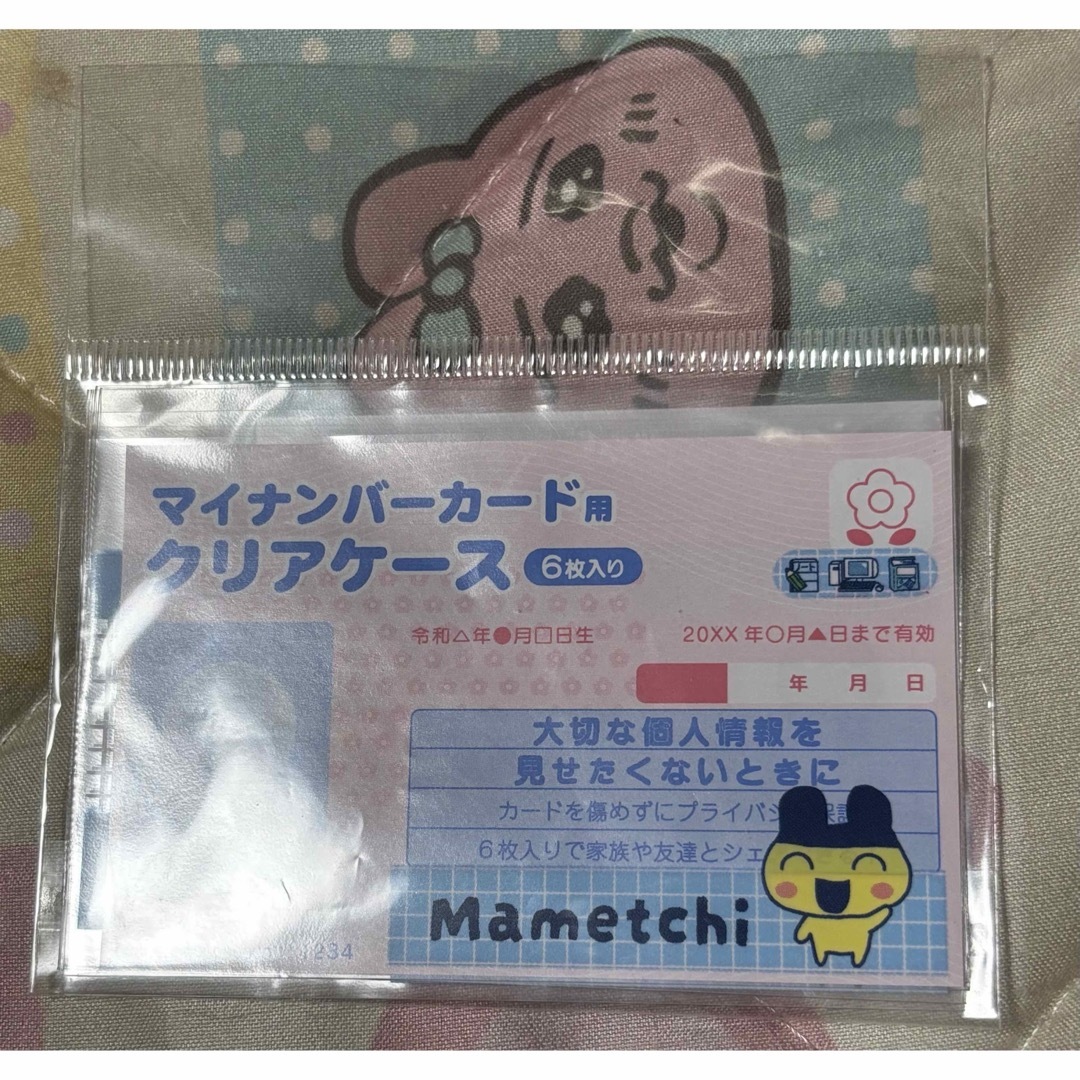 マイナンバーカード用
クリアケース 6枚入り
令和△年●月□日生
20XX年〇月▲日まで有効
年 月 日
大切な個人情報を
見せたくないときに
カードを傷めずにプライバシ
6枚入りで家族や友達とシェ
Mametchi
234